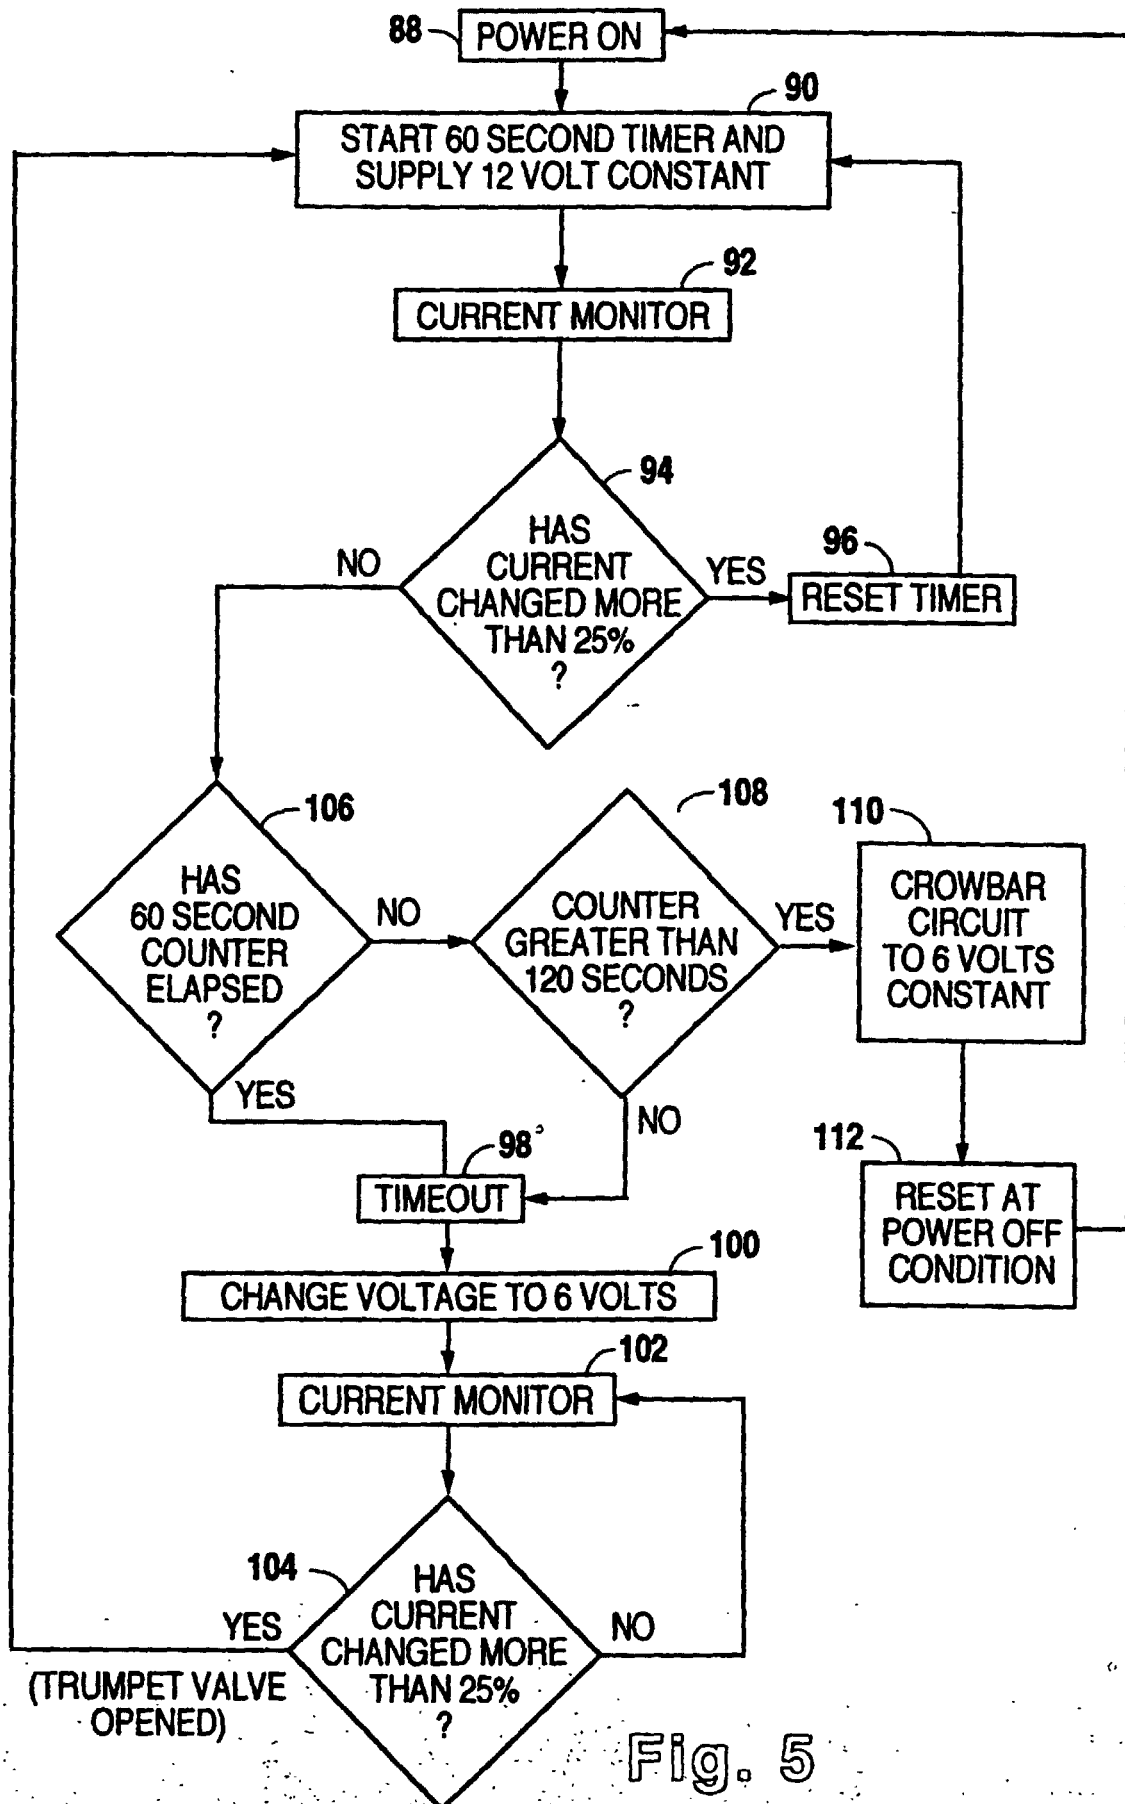 88
POWER ON
90
START 60 SECOND TIMER AND
SUPPLY 12 VOLT CONSTANT
92
CURRENT MONITOR
94
HAS
CURRENT
CHANGED MORE
THAN 25%
?
NO
YES
96
RESET TIMER
106
HAS
60 SECOND
COUNTER
ELAPSED
?
NO
YES
108
COUNTER
GREATER THAN
120 SECONDS
?
YES
NO
110
CROWBAR
CIRCUIT
TO 6 VOLTS
CONSTANT
112
RESET AT
POWER OFF
CONDITION
98
TIMEOUT
100
CHANGE VOLTAGE TO 6 VOLTS
102
CURRENT MONITOR
104
HAS
CURRENT
CHANGED MORE
THAN 25%
?
YES
NO
(TRUMPET VALVE
OPENED)
Fig. 5